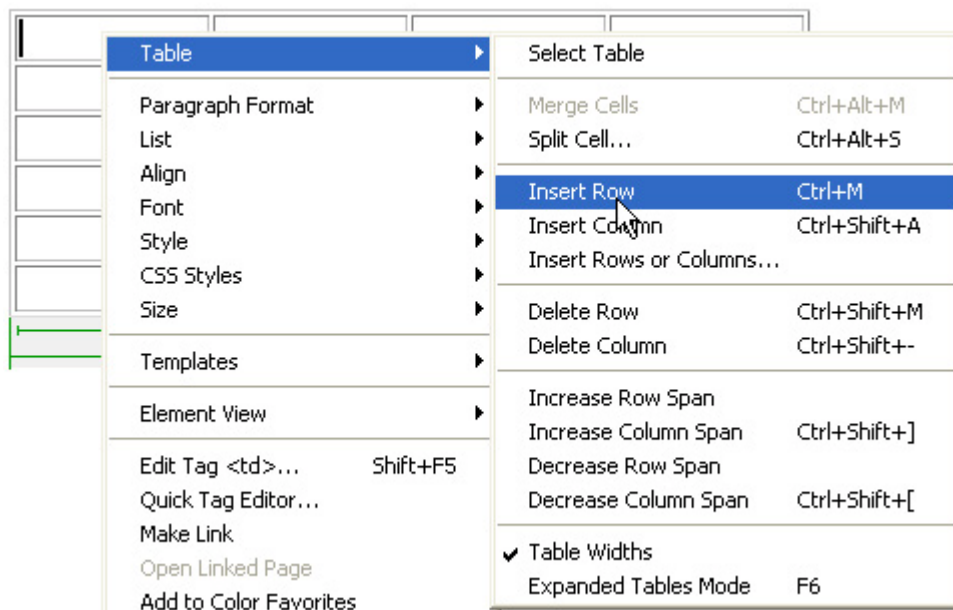 Table
Paragraph Format
List
Align
Font
Style
CSS Styles
Size
Templates
Element View
Edit Tag <td>... Shift+F5
Quick Tag Editor...
Make Link
Open Linked Page
Add to Color Favorites
Select Table
Merge Cells Ctrl+Alt+M
Split Cell... Ctrl+Alt+S
Insert Row Ctrl+M
Insert Column Ctrl+Shift+A
Insert Rows or Columns...
Delete Row Ctrl+Shift+M
Delete Column Ctrl+Shift+-
Increase Row Span
Increase Column Span Ctrl+Shift+]
Decrease Row Span
Decrease Column Span Ctrl+Shift+[
Table Widths
Expanded Tables Mode F6